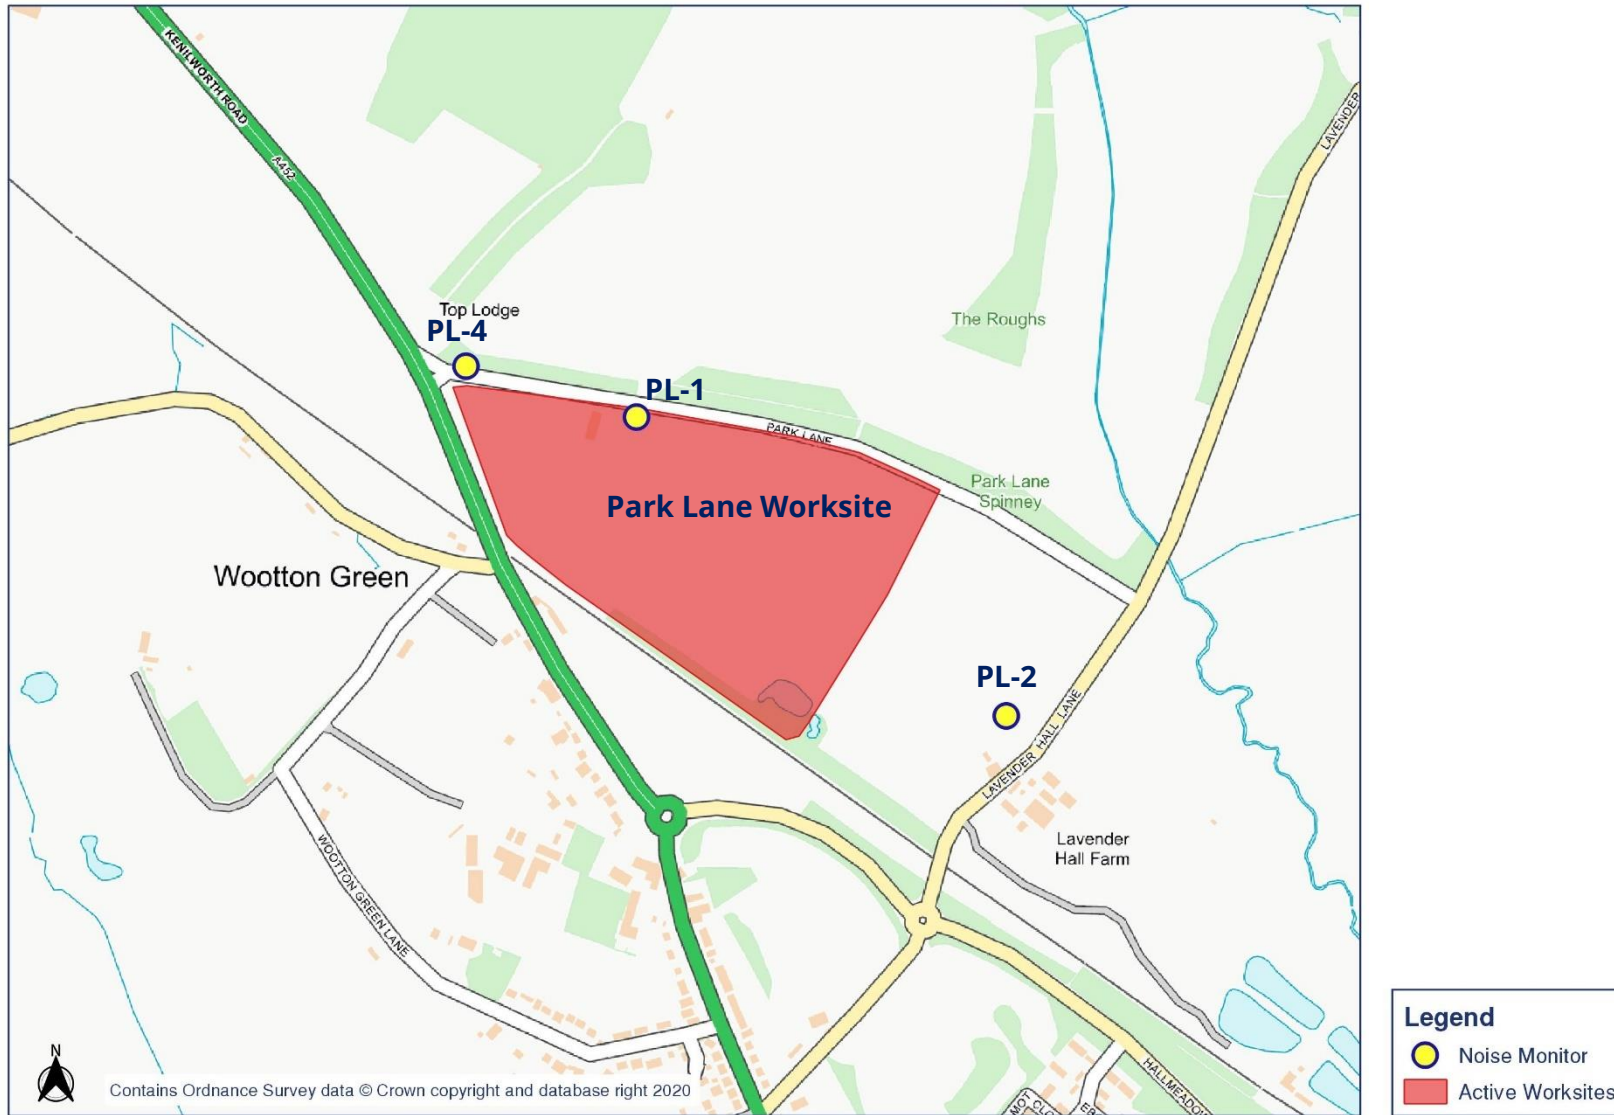 KENILWORTH ROAD
A452
LAVENDER
Top Lodge
PL-4
The Roughs
PL-1
PARK LANE
Park Lane
Spinney
Park Lane Worksite
Wootton Green
PL-2
LAVENDER HALL LANE
Lavender
Hall Farm
WOOTTON GREEN LANE
N
Contains Ordnance Survey data © Crown copyright and database right 2020
HALLMEADOW
Legend
Noise Monitor
Active Worksites